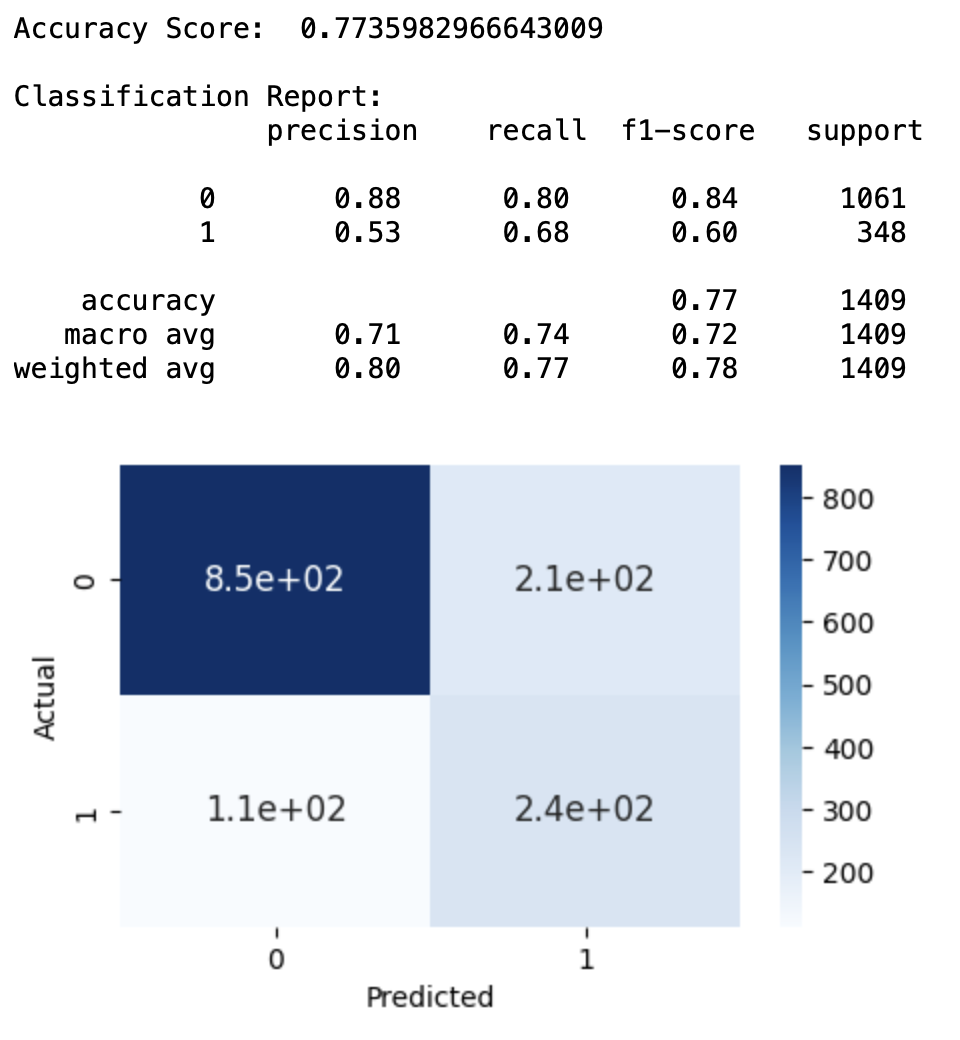 Accuracy Score:  0.7735982966643009
Classification Report:
precision recall f1-score support
0 0.88 0.80 0.84 1061
1 0.53 0.68 0.60 348
accuracy 0.77 1409
macro avg 0.71 0.74 0.72 1409
weighted avg 0.80 0.77 0.78 1409
800
700
600
500
400
300
200
Actual
0
8.5e+02 2.1e+02
1
1.1e+02 2.4e+02
0 1
Predicted